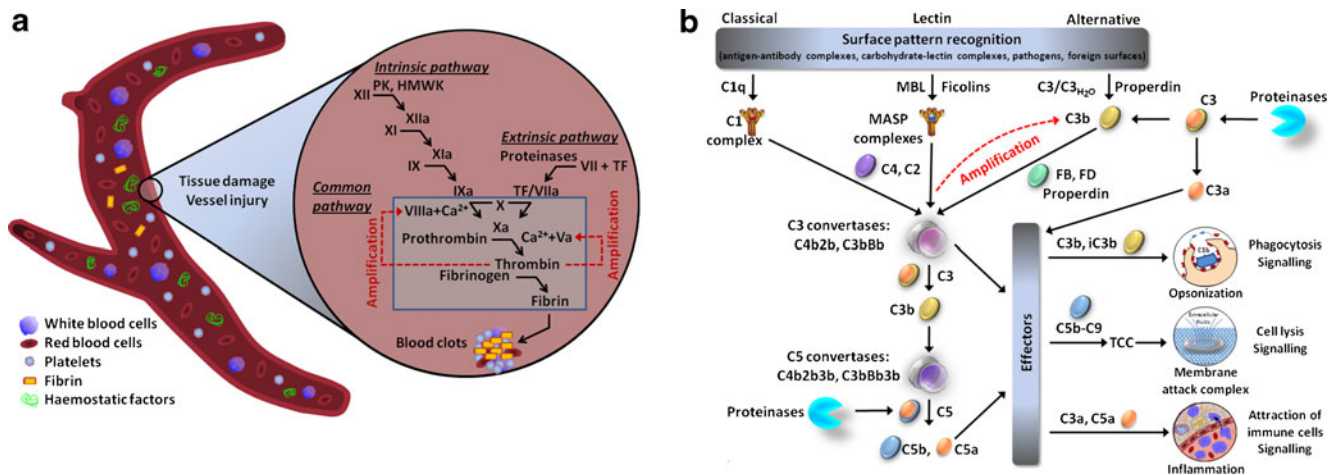 a
Intrinsic pathway
PK, HMWK
XII
XIIa
XI
XIa
IX
IXa
Extrinsic pathway
Proteinases
VII + TF
TF/VIIa
Common
pathway
X
VIIIa+Ca²⁺
Xa
Prothrombin
Ca²⁺+Va
Thrombin
Fibrinogen
Fibrin
Amplification
Amplification
Blood clots
Tissue damage
Vessel injury
White blood cells
Red blood cells
Platelets
Fibrin
Haemostatic factors
b
Classical
Lectin
Alternative
Surface pattern recognition
(antigen-antibody complexes, carbohydrate-lectin complexes, pathogens, foreign surfaces)
C1q
C1
complex
MBL
Ficolins
MASP
complexes
C3/C3H₂O
Properdin
C3b
C3
Proteinases
C3a
Amplification
C4, C2
FB, FD
Properdin
C3 convertases:
C4b2b, C3bBb
C3
C3b
C5 convertases:
C4b2b3b, C3bBb3b
Proteinases
C5
C5b,
C5a
Effectors
C3b, iC3b
C3b
Opsonization
Phagocytosis
Signalling
C5b-C9
TCC
Extracellular
fluids
Membrane
attack complex
Cell lysis
Signalling
C3a, C5a
Inflammation
Attraction of
immune cells
Signalling